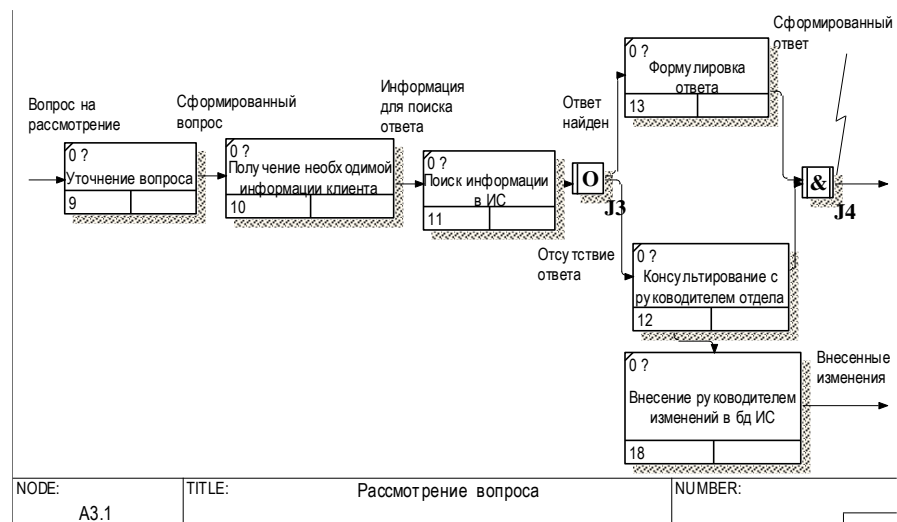 Вопрос на
рассмотрение
0 ?
Уточнение вопроса
9
Сформированный
вопрос
0 ?
Получение необходимой
информации клиента
10
Информация
для поиска
ответа
0 ?
Поиск информации
в ИС
11
O
J3
Ответ
найден
0 ?
Формулировка
ответа
13
Отсутствие
ответа
0 ?
Консультирование с
руководителем отдела
12
0 ?
Внесение руководителем
изменений в бд ИС
18
Сформированный
ответ
&
J4
Внесенные
изменения
NODE:
A3.1
TITLE:
Рассмотрение вопроса
NUMBER: